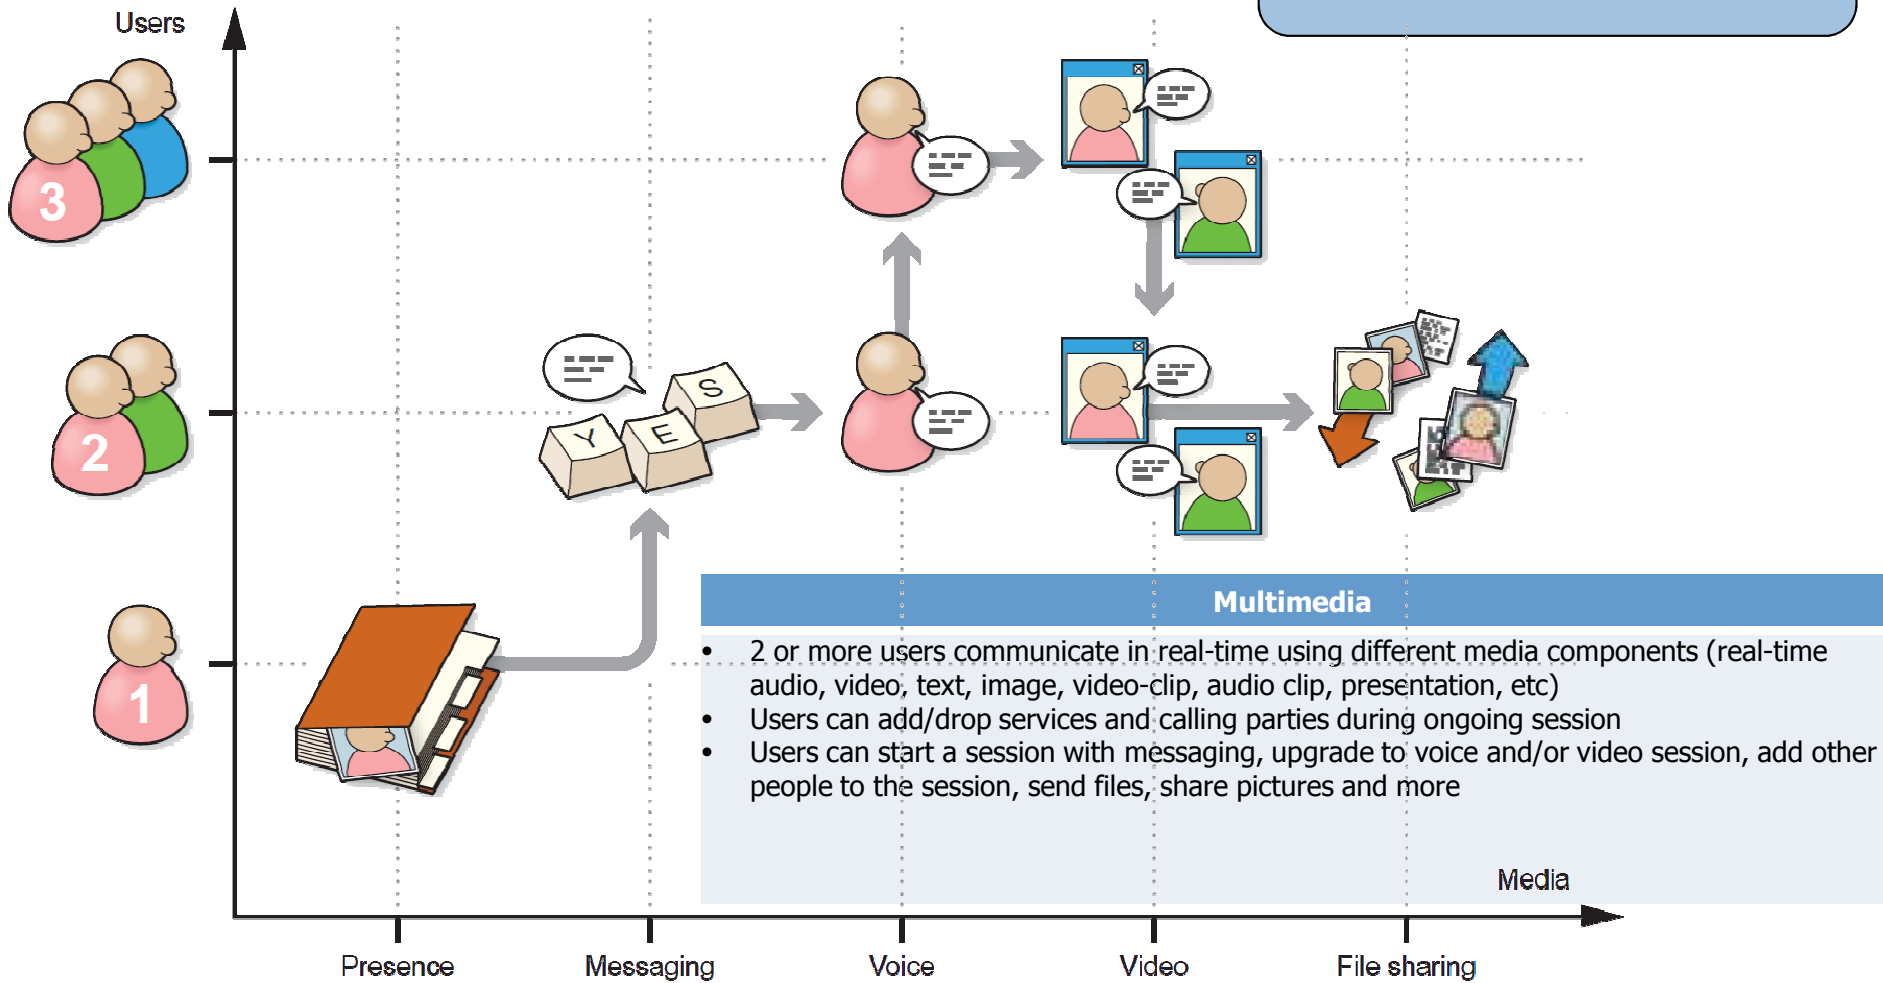 Users
3
2
S
Y E
1
Multimedia
• 2 or more users communicate in real-time using different media components (real-time
audio, video, text, image, video-clip, audio clip, presentation, etc)
• Users can add/drop services and calling parties during ongoing session
• Users can start a session with messaging, upgrade to voice and/or video session, add other
people to the session, send files, share pictures and more
Media
Presence Messaging Voice Video File sharing